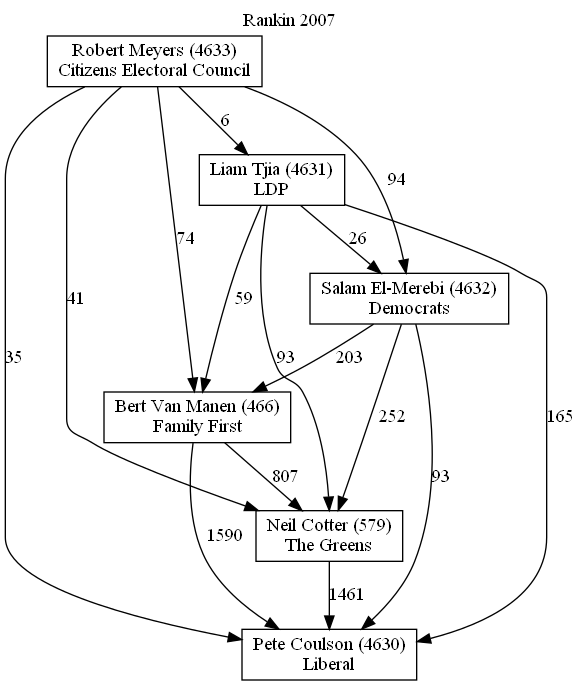 Rankin 2007
Robert Meyers (4633)
Citizens Electoral Council
6
Liam Tjia (4631)
LDP
94
74
26
59
41
Salam El-Merebi (4632)
Democrats
35
93
203
Bert Van Manen (466)
Family First
252
165
807
93
Neil Cotter (579)
The Greens
1590
1461
Pete Coulson (4630)
Liberal